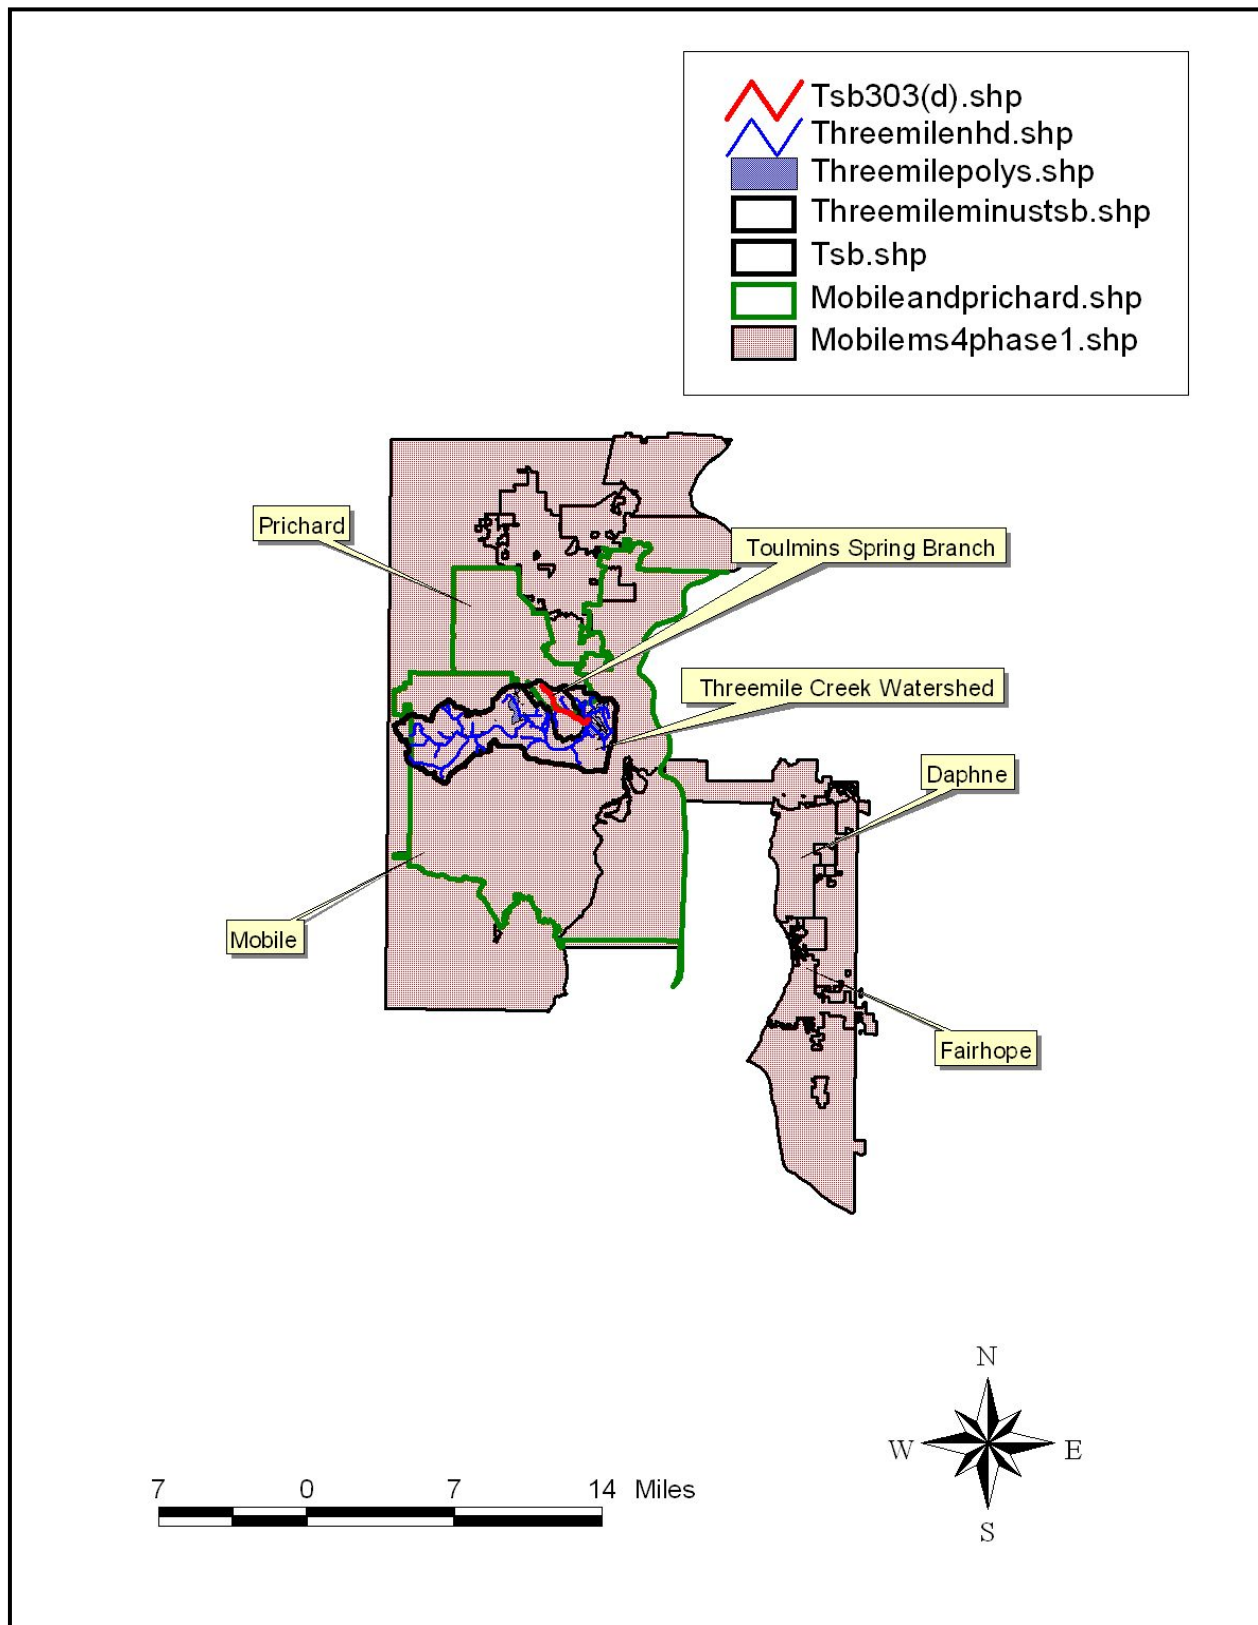 Tsb303(d).shp
Threemilenhd.shp
Threemilepolys.shp
Threemileminustsb.shp
Tsb.shp
Mobileandprichard.shp
Mobilems4phase1.shp
Prichard
Toulmins Spring Branch
Threemile Creek Watershed
Daphne
Mobile
Fairhope
N
W E
S
7 0 7 14 Miles